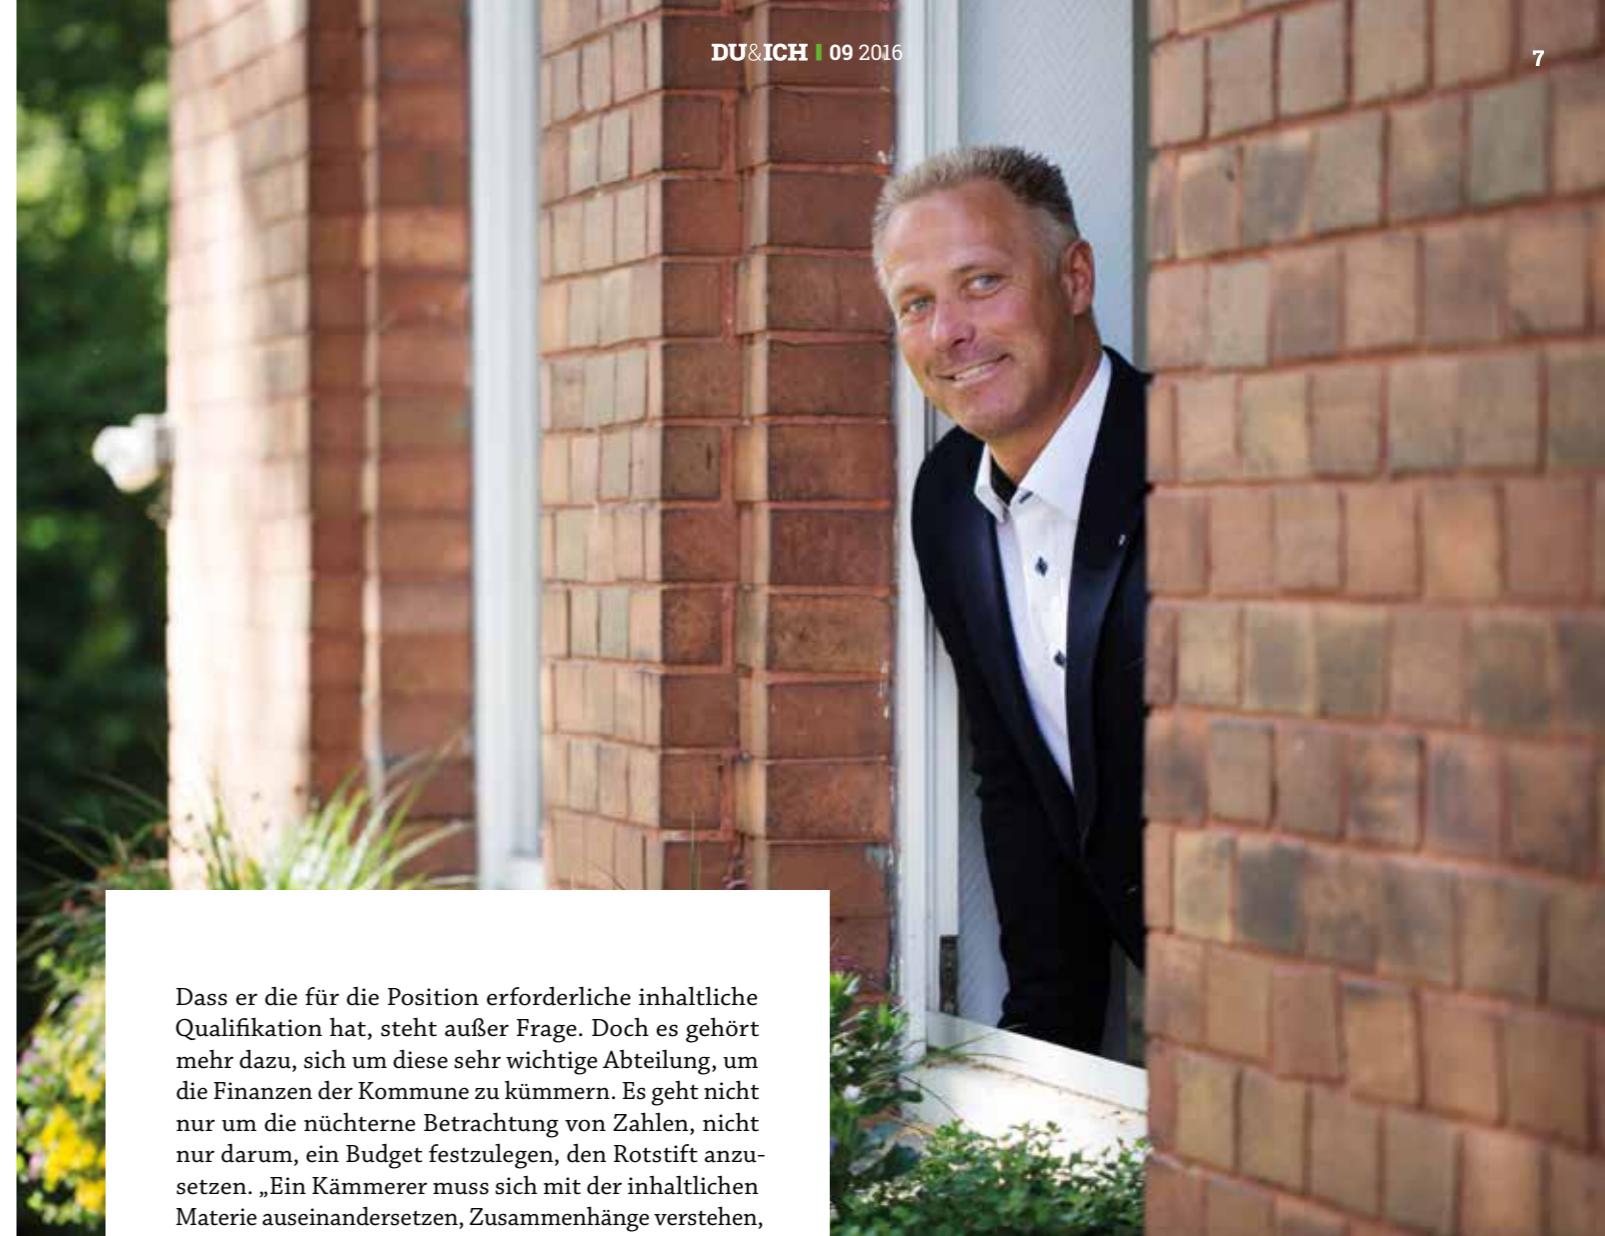 DU&ICH | 09 2016
7
Dass er die für die Position erforderliche inhaltliche
Qualifikation hat, steht außer Frage. Doch es gehört
mehr dazu, sich um diese sehr wichtige Abteilung, um
die Finanzen der Kommune zu kümmern. Es geht nicht
nur um die nüchterne Betrachtung von Zahlen, nicht
nur darum, ein Budget festzulegen, den Rotstift anzu-
setzen. „Ein Kämmerer muss sich mit der inhaltlichen
Materie auseinandersetzen, Zusammenhänge verstehen,